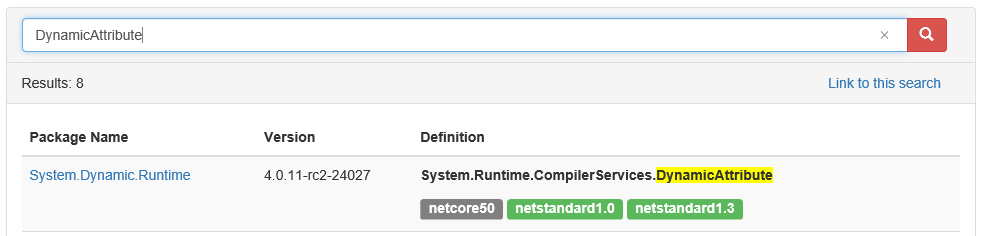 DynamicAttribute ×
Results: 8 Link to this search
Package Name Version Definition
System.Dynamic.Runtime 4.0.11-rc2-24027 System.Runtime.CompilerServices.DynamicAttribute
netcore50 netstandard1.0 netstandard1.3